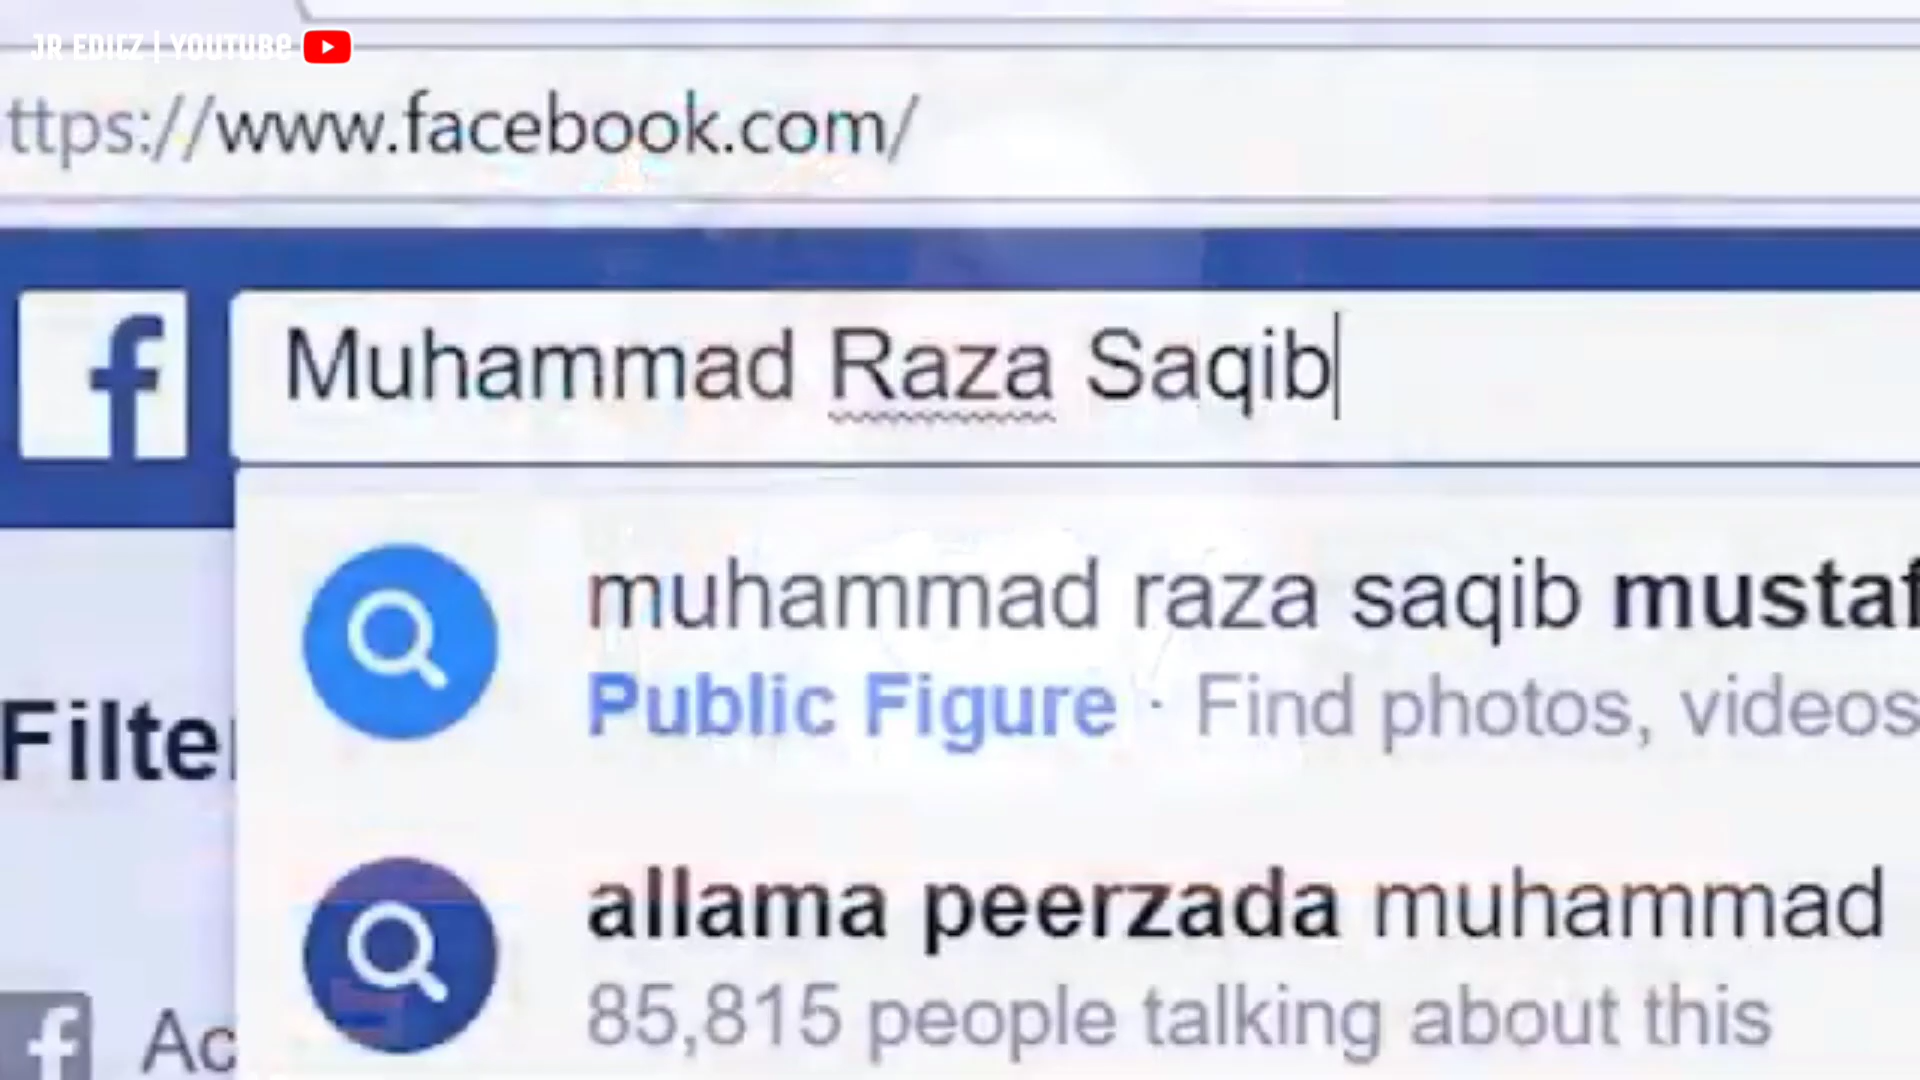 JR EDITZ | YOUTUBE
ttps://www.facebook.com/
f Muhammad Raza Saqib
muhammad raza saqib mustaf
Public Figure · Find photos, videos
Filte
allama peerzada muhammad
85,815 people talking about this
f Ac